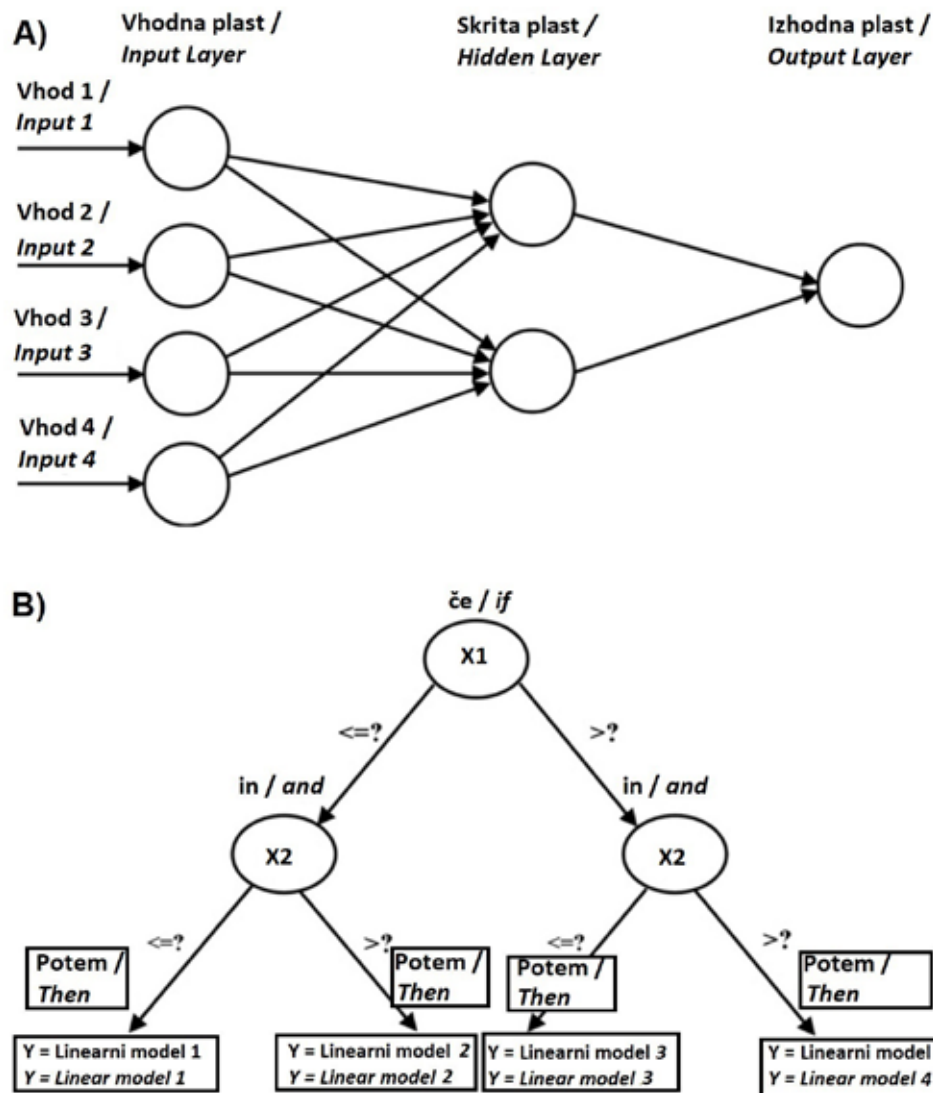 A)
Vhodna plast /
Input Layer
Skrita plast /
Hidden Layer
Izhodna plast /
Output Layer
Vhod 1 /
Input 1
Vhod 2 /
Input 2
Vhod 3 /
Input 3
Vhod 4 /
Input 4
B)
če / if
X1
<=?
>?
in / and
in / and
X2
X2
<=?
>?
<=?
>?
Potem /
Then
Potem /
Then
Potem /
Then
Potem /
Then
Y = Linearni model 1
Y = Linear model 1
Y = Linearni model 2
Y = Linear model 2
Y = Linearni model 3
Y = Linear model 3
Y = Linearni model
Y = Linear model 4